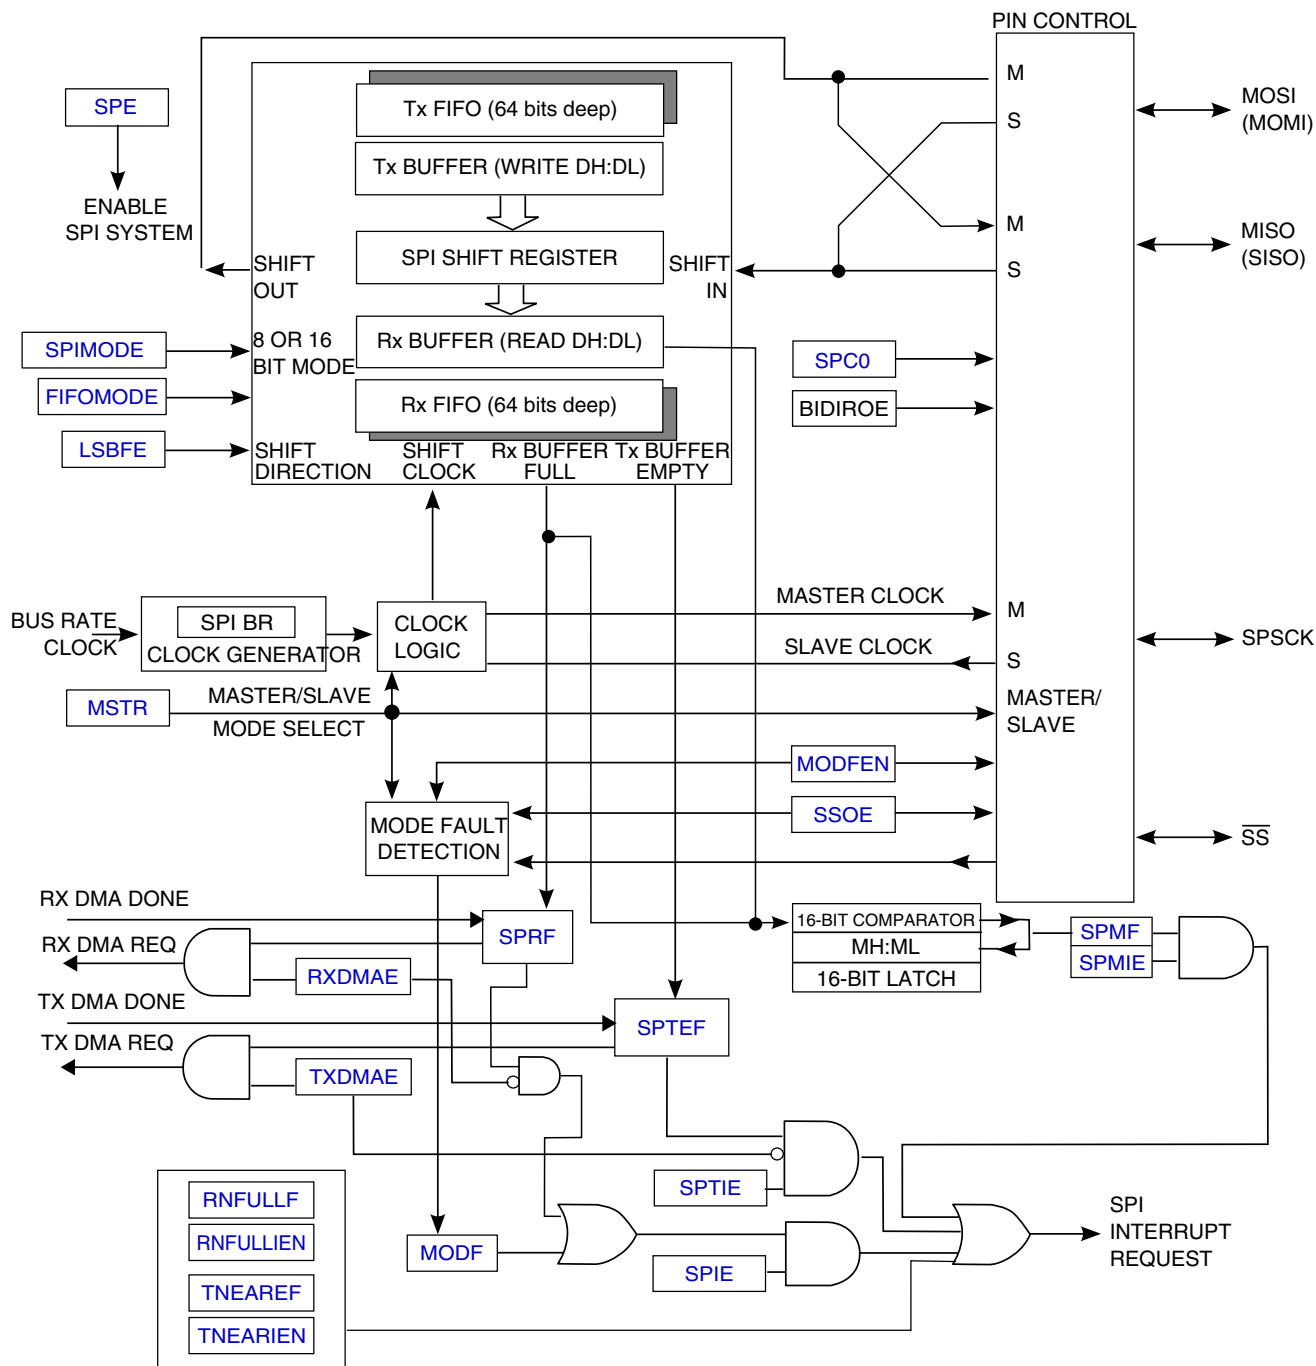 PIN CONTROL
Tx FIFO (64 bits deep)
M
SPE
MOSI
(MOMI)
S
Tx BUFFER (WRITE DH:DL)
ENABLE
SPI SYSTEM
M
MISO
(SISO)
SHIFT
OUT
SPI SHIFT REGISTER
SHIFT
IN
S
SPIMODE
8 OR 16
BIT MODE
Rx BUFFER (READ DH:DL)
SPC0
FIFOMODE
Rx FIFO (64 bits deep)
BIDIROE
LSBFE
SHIFT
DIRECTION
SHIFT
CLOCK
Rx BUFFER
FULL
Tx BUFFER
EMPTY
BUS RATE
CLOCK
SPI BR
CLOCK GENERATOR
CLOCK
LOGIC
MASTER CLOCK
M
SLAVE CLOCK
S
SPSCK
MSTR
MASTER/SLAVE
MODE SELECT
MASTER/
SLAVE
MODFEN
MODE FAULT
DETECTION
SSOE
SS
RX DMA DONE
SPRF
16-BIT COMPARATOR
MH:ML
16-BIT LATCH
SPMF
SPMIE
RX DMA REQ
RXDMAE
TX DMA DONE
SPTEF
TX DMA REQ
TXDMAE
SPTIE
RNFULLF
RNFULLIEN
TNEAREF
TNEARIEN
MODF
SPIE
SPI
INTERRUPT
REQUEST